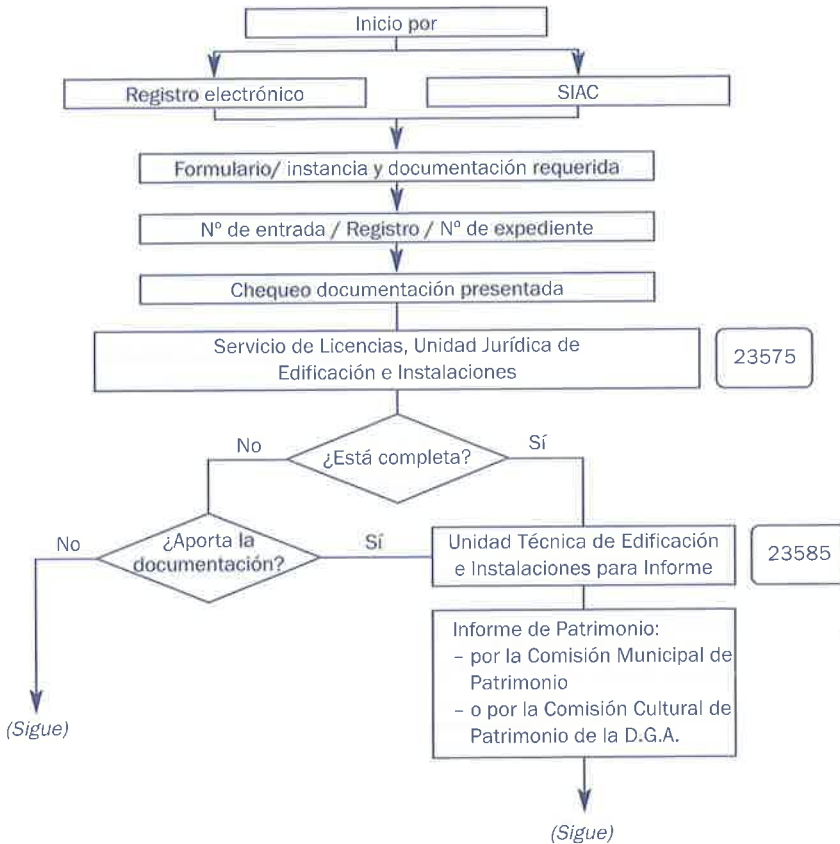 Inicio por
Registro electrónico
SIAC
Formulario/ instancia y documentación requerida
Nº de entrada / Registro / Nº de expediente
Chequeo documentación presentada
Servicio de Licencias, Unidad Jurídica de
Edificación e Instalaciones
23575
No
¿Está completa?
Sí
No
¿Aporta la
documentación?
Sí
Unidad Técnica de Edificación
e Instalaciones para Informe
23585
Informe de Patrimonio:
– por la Comisión Municipal de
Patrimonio
– o por la Comisión Cultural de
Patrimonio de la D.G.A.
(Sigue)
(Sigue)